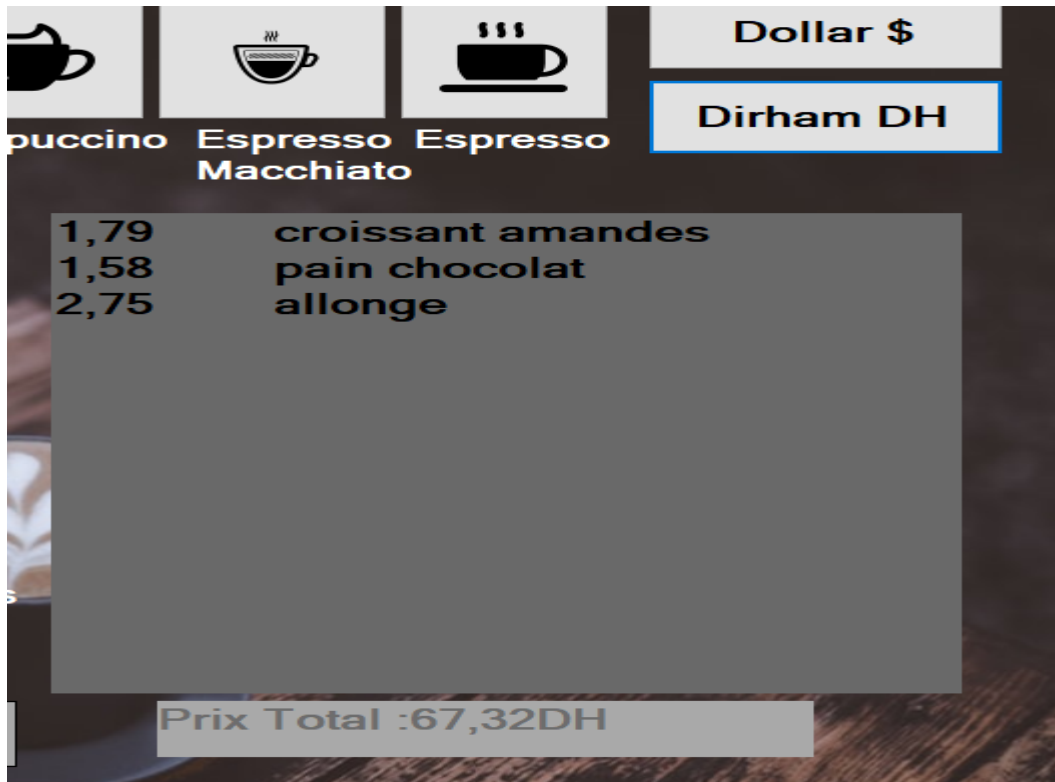 Dollar $
Dirham DH
puccino
Espresso
Macchiato
Espresso
1,79 croissant amandes
1,58 pain chocolat
2,75 allonge
s
Prix Total :67,32DH